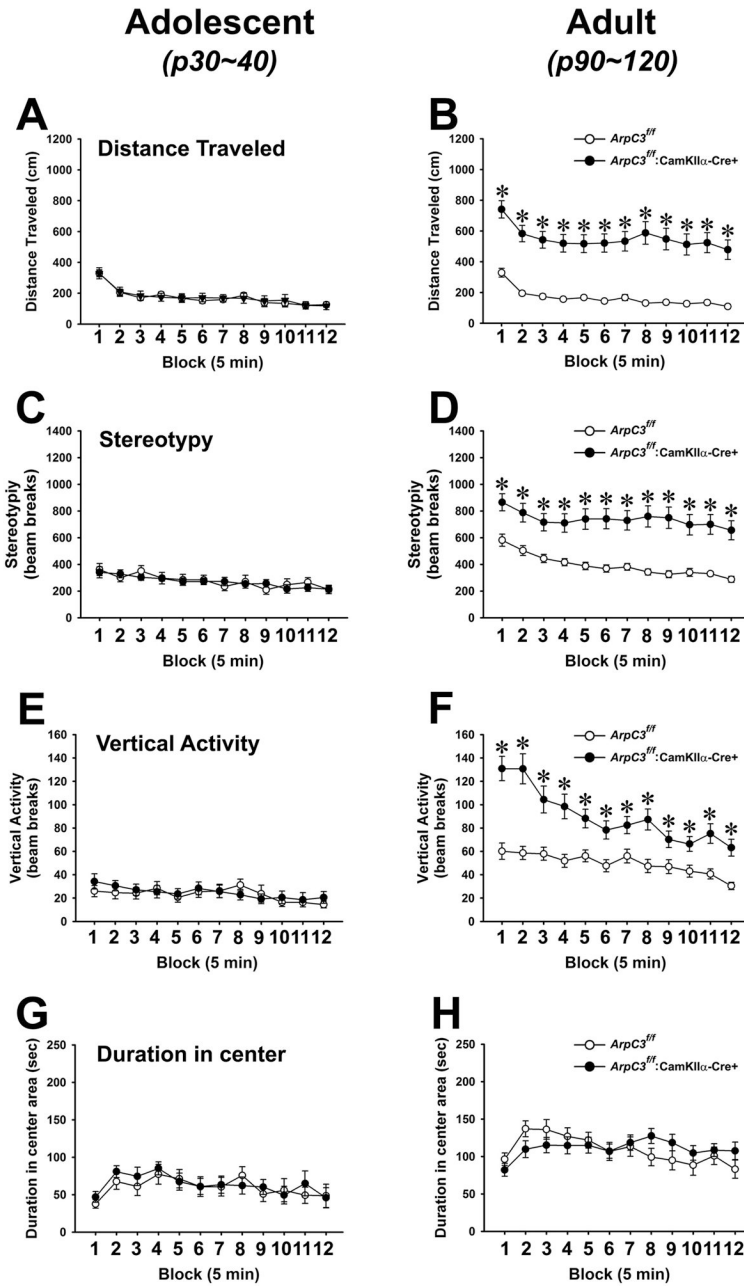 Adolescent
(p30~40)
Adult
(p90~120)
A
Distance Traveled
Distance Traveled (cm)
1200
1000
800
600
400
200
0
1 2 3 4 5 6 7 8 9 10 11 12
Block (5 min)
B
ArpC3f/f
ArpC3f/f:CamKIIα-Cre+
Distance Traveled (cm)
1200
1000
800
600
400
200
0
* * * * * * * * * * * *
1 2 3 4 5 6 7 8 9 10 11 12
Block (5 min)
C
Stereotypy
Stereotypiy
(beam breaks)
1400
1200
1000
800
600
400
200
0
1 2 3 4 5 6 7 8 9 10 11 12
Block (5 min)
D
ArpC3f/f
ArpC3f/f:CamKIIα-Cre+
Stereotypy
(beam breaks)
1400
1200
1000
800
600
400
200
0
* * * * * * * * * * * *
1 2 3 4 5 6 7 8 9 10 11 12
Block (5 min)
E
Vertical Activity
Vertical Activity
(beam breaks)
160
140
120
100
80
60
40
20
0
1 2 3 4 5 6 7 8 9 10 11 12
Block (5 min)
F
ArpC3f/f
ArpC3f/f:CamKIIα-Cre+
Vertical Activity
(beam breaks)
160
140
120
100
80
60
40
20
0
* * * * * * * * * * * *
1 2 3 4 5 6 7 8 9 10 11 12
Block (5 min)
G
Duration in center
Duration in center area (sec)
250
200
150
100
50
0
1 2 3 4 5 6 7 8 9 10 11 12
Block (5 min)
H
ArpC3f/f
ArpC3f/f:CamKIIα-Cre+
Duration in center area (sec)
250
200
150
100
50
0
1 2 3 4 5 6 7 8 9 10 11 12
Block (5 min)